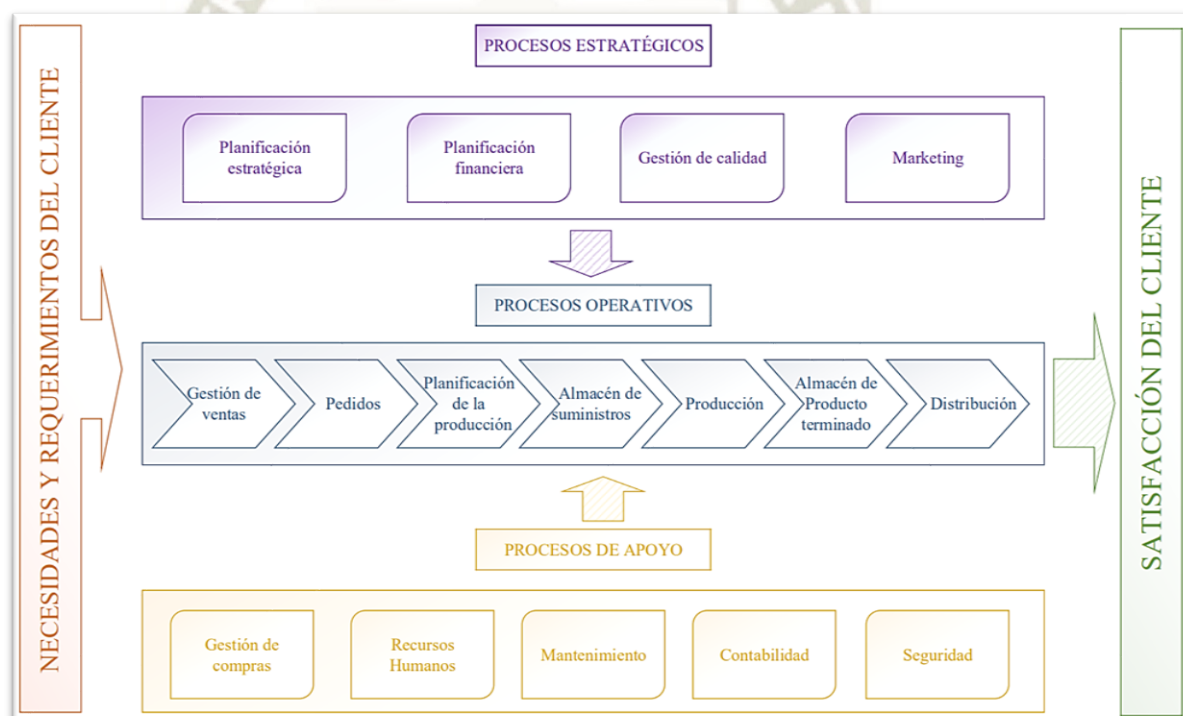 NECESIDADES Y REQUERIMIENTOS DEL CLIENTE
PROCESOS ESTRATÉGICOS
Planificación
estratégica
Planificación
financiera
Gestión de calidad
Marketing
PROCESOS OPERATIVOS
Gestión de
ventas
Pedidos
Planificación
de la
producción
Almacén de
suministros
Producción
Almacén de
Producto
terminado
Distribución
PROCESOS DE APOYO
Gestión de
compras
Recursos
Humanos
Mantenimiento
Contabilidad
Seguridad
SATISFACCIÓN DEL CLIENTE